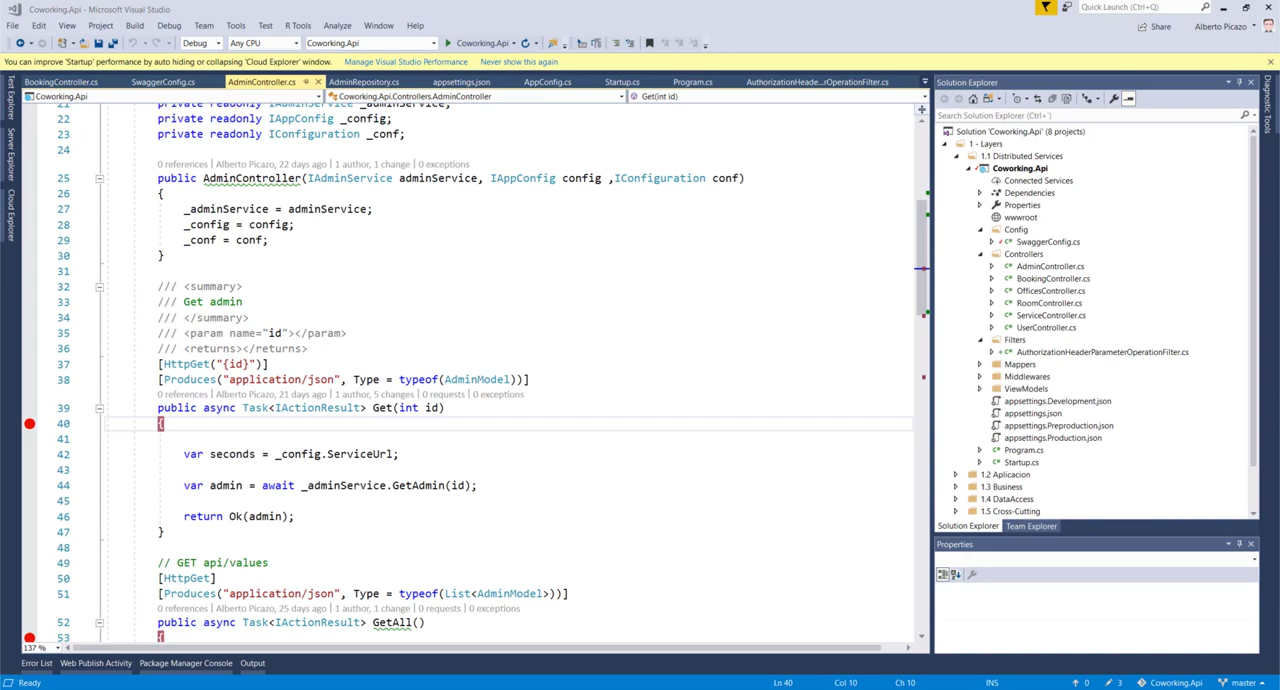 Coworking.Api - Microsoft Visual Studio
Quick Launch (Ctrl+Q)
File Edit View Project Build Debug Team Tools Test R Tools Analyze Window Help
Share Alberto Picazo
Debug Any CPU Coworking.Api Coworking.Api
You can improve 'Startup' performance by auto hiding or collapsing 'Cloud Explorer' window. Manage Visual Studio Performance Never show this again
Test Explorer
Server Explorer
Cloud Explorer
BookingController.cs SwaggerConfig.cs AdminController.cs AdminRepository.cs appsettings.json AppConfig.cs Startup.cs Program.cs AuthorizationHeader...rOperationFilter.cs
Coworking.Api Coworking.Api.Controllers.AdminController Get(int id)
21 private readonly IAdminService _adminService;
22 private readonly IAppConfig _config;
23 private readonly IConfiguration _conf;
24
0 references | Alberto Picazo, 22 days ago | 1 author, 1 change | 0 exceptions
25 public AdminController(IAdminService adminService, IAppConfig config ,IConfiguration conf)
26 {
27 _adminService = adminService;
28 _config = config;
29 _conf = conf;
30 }
31
32 /// <summary>
33 /// Get admin
34 /// </summary>
35 /// <param name="id"></param>
36 /// <returns></returns>
37 [HttpGet("{id}")]
38 [Produces("application/json", Type = typeof(AdminModel))]
0 references | Alberto Picazo, 21 days ago | 1 author, 5 changes | 0 requests | 0 exceptions
39 public async Task<IActionResult> Get(int id)
40 {
41
42 var seconds = _config.ServiceUrl;
43
44 var admin = await _adminService.GetAdmin(id);
45
46 return Ok(admin);
47 }
48
49 // GET api/values
50 [HttpGet]
51 [Produces("application/json", Type = typeof(List<AdminModel>))]
0 references | Alberto Picazo, 25 days ago | 1 author, 1 change | 0 requests | 0 exceptions
52 public async Task<IActionResult> GetAll()
53 {
137 %
Solution Explorer
Search Solution Explorer (Ctrl+´)
Solution 'Coworking.Api' (8 projects)
1 - Layers
1.1 Distributed Services
Coworking.Api
Connected Services
Dependencies
Properties
wwwroot
Config
SwaggerConfig.cs
Controllers
AdminController.cs
BookingController.cs
OfficesController.cs
RoomController.cs
ServiceController.cs
UserController.cs
Filters
AuthorizationHeaderParameterOperationFilter.cs
Mappers
Middlewares
ViewModels
appsettings.Development.json
appsettings.json
appsettings.Preproduction.json
appsettings.Production.json
Program.cs
Startup.cs
1.2 Aplicacion
1.3 Business
1.4 DataAccess
1.5 Cross-Cutting
Solution Explorer Team Explorer
Properties
Diagnostic Tools
Error List Web Publish Activity Package Manager Console Output
Ready Ln 40 Col 10 Ch 10 INS 0 3 Coworking.Api master